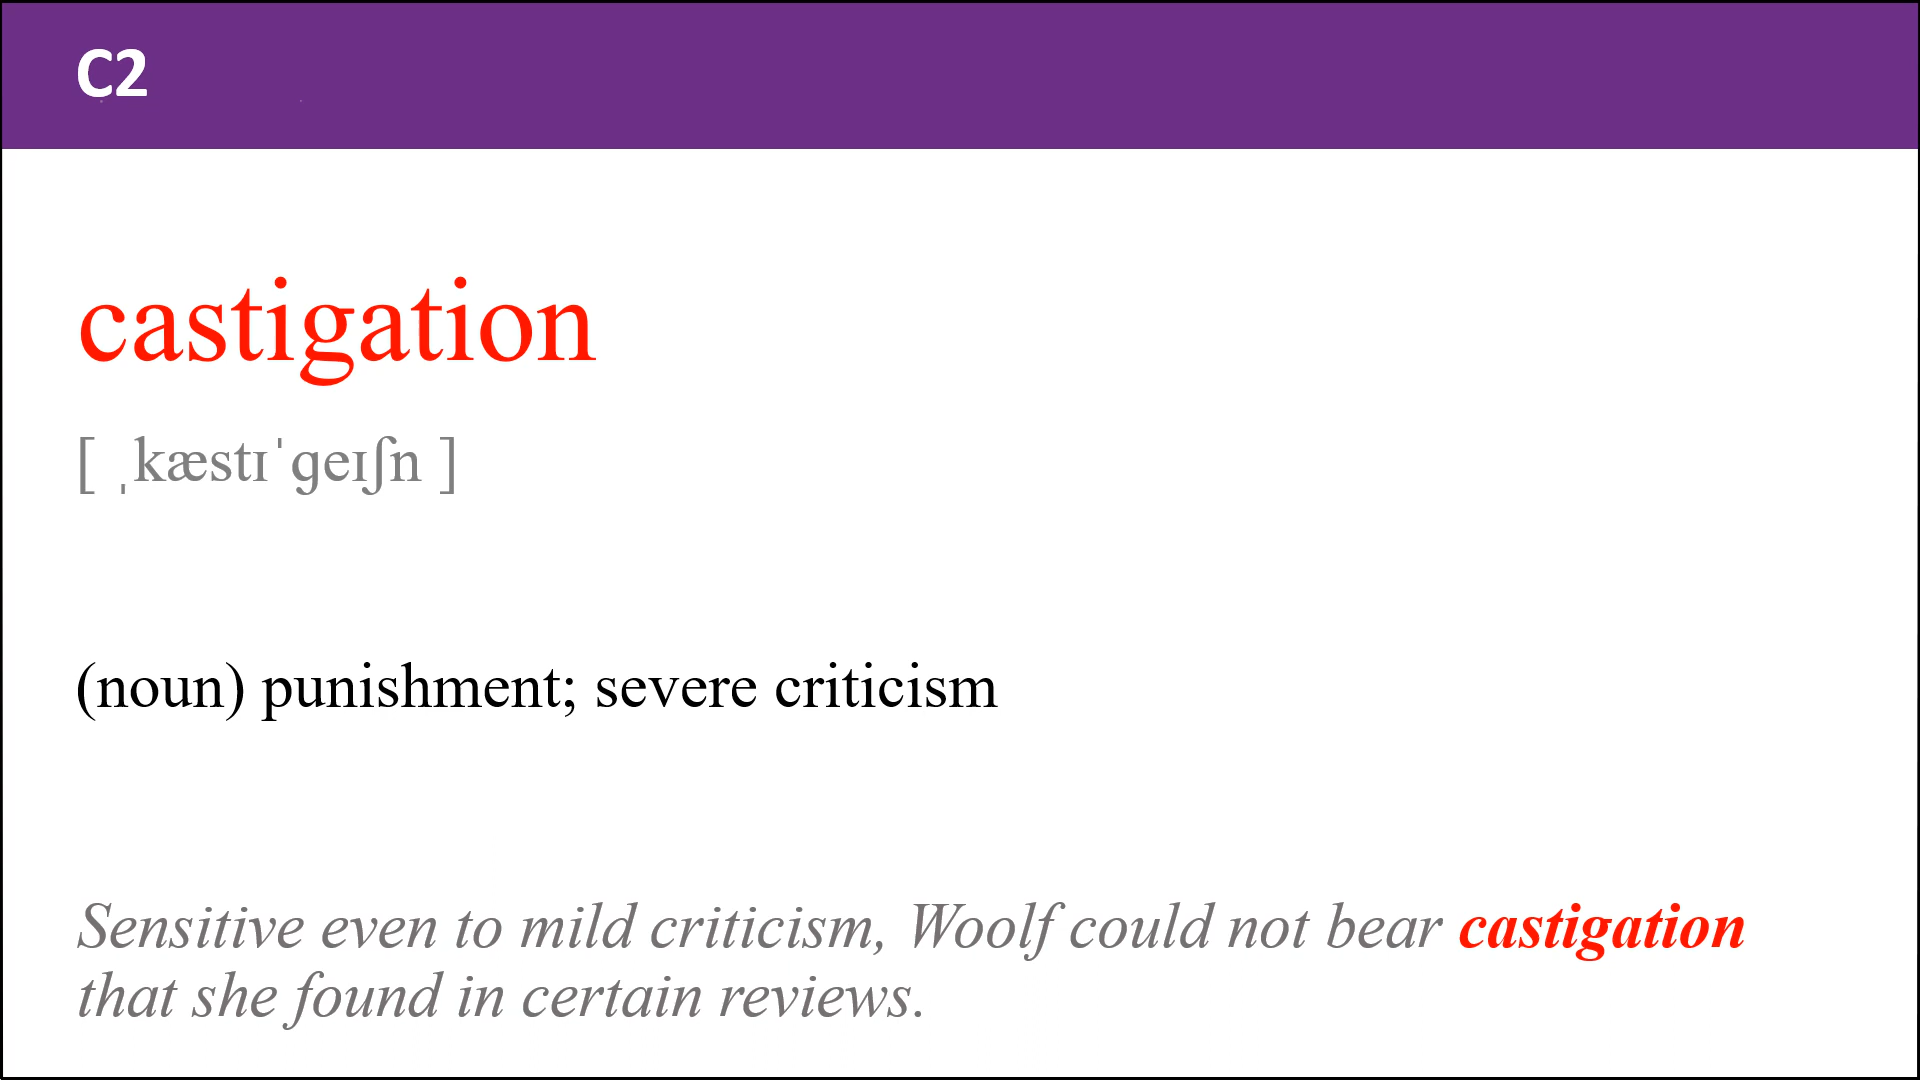 C2
castigation
[ ˌkæstɪˈɡeɪʃn ]
(noun) punishment; severe criticism
Sensitive even to mild criticism, Woolf could not bear castigation
that she found in certain reviews.